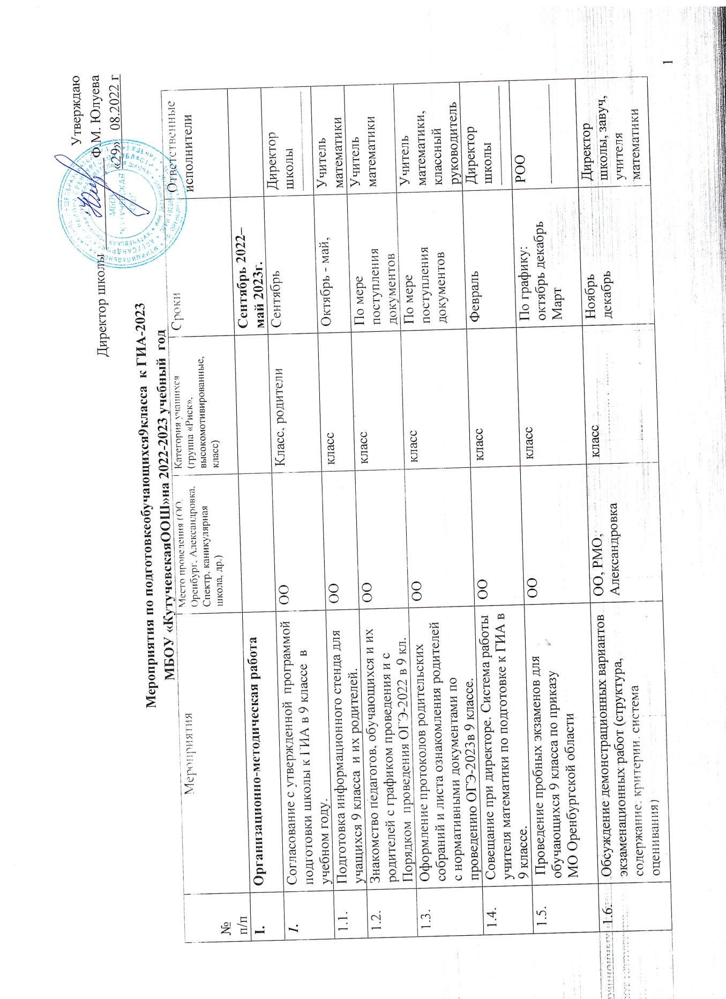 Утверждаю
Директор школы Ф.М. Юлуева
«29» 08.2022 г
МБОУ
Мероприятия по подготовкеобучающихся9класса к ГИА-2023
МБОУ «КутучевскаяООШ»на 2022-2023 учебный год
№
п/п
Мероприятия
Место проведения (ОО,
Оренбург, Александровка.
Спектр, каникулярная
школа, др.)
Категория учащихся
(группа «Риск»,
высокомотивированные,
класс)
Сроки
Ответственные
исполнители
I.
Организационно-методическая работа
Сентябрь 2022–
май 2023г.
1.
Согласование с утвержденной программой
подготовки школы к ГИА в 9 классе в
учебном году.
ОО
Класс, родители
Сентябрь
Директор
школы
1.1.
Подготовка информационного стенда для
учащихся 9 класса и их родителей.
ОО
класс
Октябрь - май,
Учитель
математики
1.2.
Знакомство педагогов, обучающихся и их
родителей с графиком проведения и с
Порядком проведения ОГЭ-2022 в 9 кл.
ОО
класс
По мере
поступления
документов
Учитель
математики
1.3.
Оформление протоколов родительских
собраний и листа ознакомления родителей
с нормативными документами по
проведению ОГЭ-2023в 9 классе.
ОО
класс
По мере
поступления
документов
Учитель
математики,
классный
руководитель
1.4.
Совещание при директоре. Система работы
учителя математики по подготовке к ГИА в
9 классе.
ОО
класс
Февраль
Директор
школы
1.5.
Проведение пробных экзаменов для
обучающихся 9 класса по приказу
МО Оренбургской области
ОО
класс
По графику:
октябрь декабрь
Март
РОО
1.6.
Обсуждение демонстрационных вариантов
экзаменационных работ (структура,
содержание. критерии. система
оценивания)
ОО, РМО,
Александровка
класс
Ноябрь
декабрь
Директор
школы, завуч,
учителя
математики
1